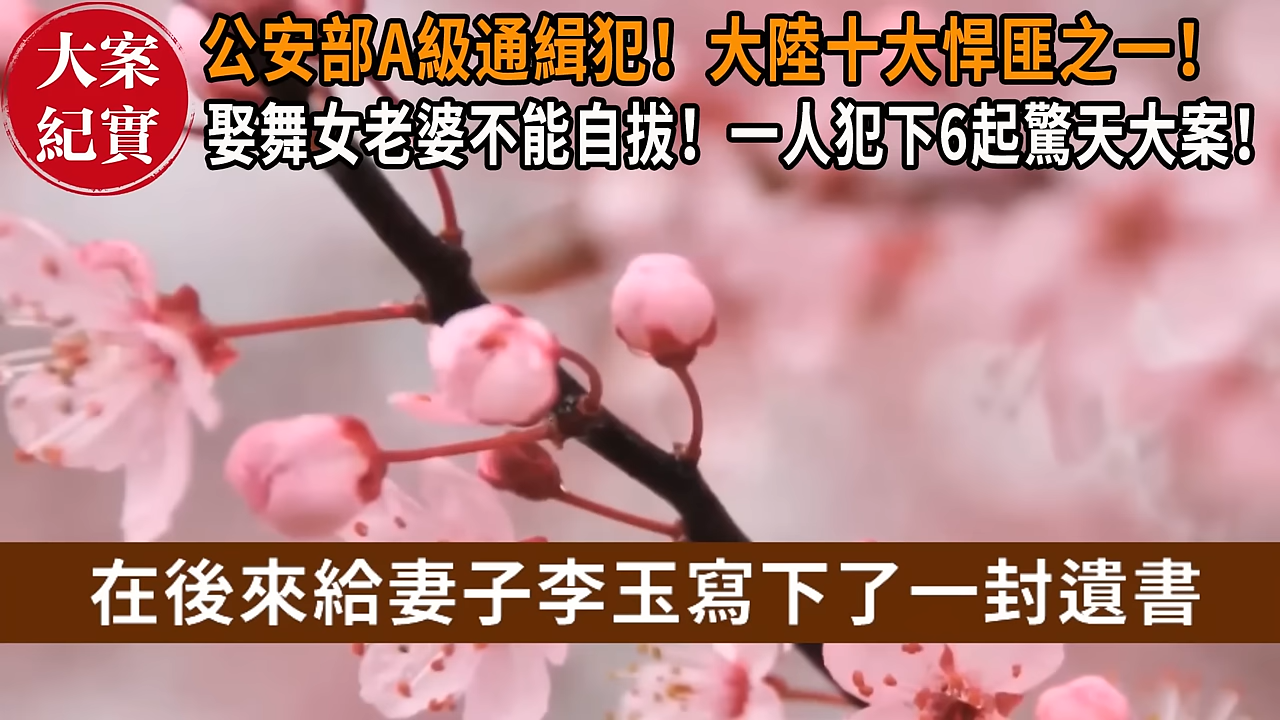 大案
紀實
公安部A級通緝犯！大陸十大悍匪之一！
娶舞女老婆不能自拔！一人犯下6起驚天大案！
在後來給妻子李玉寫下了一封遺書